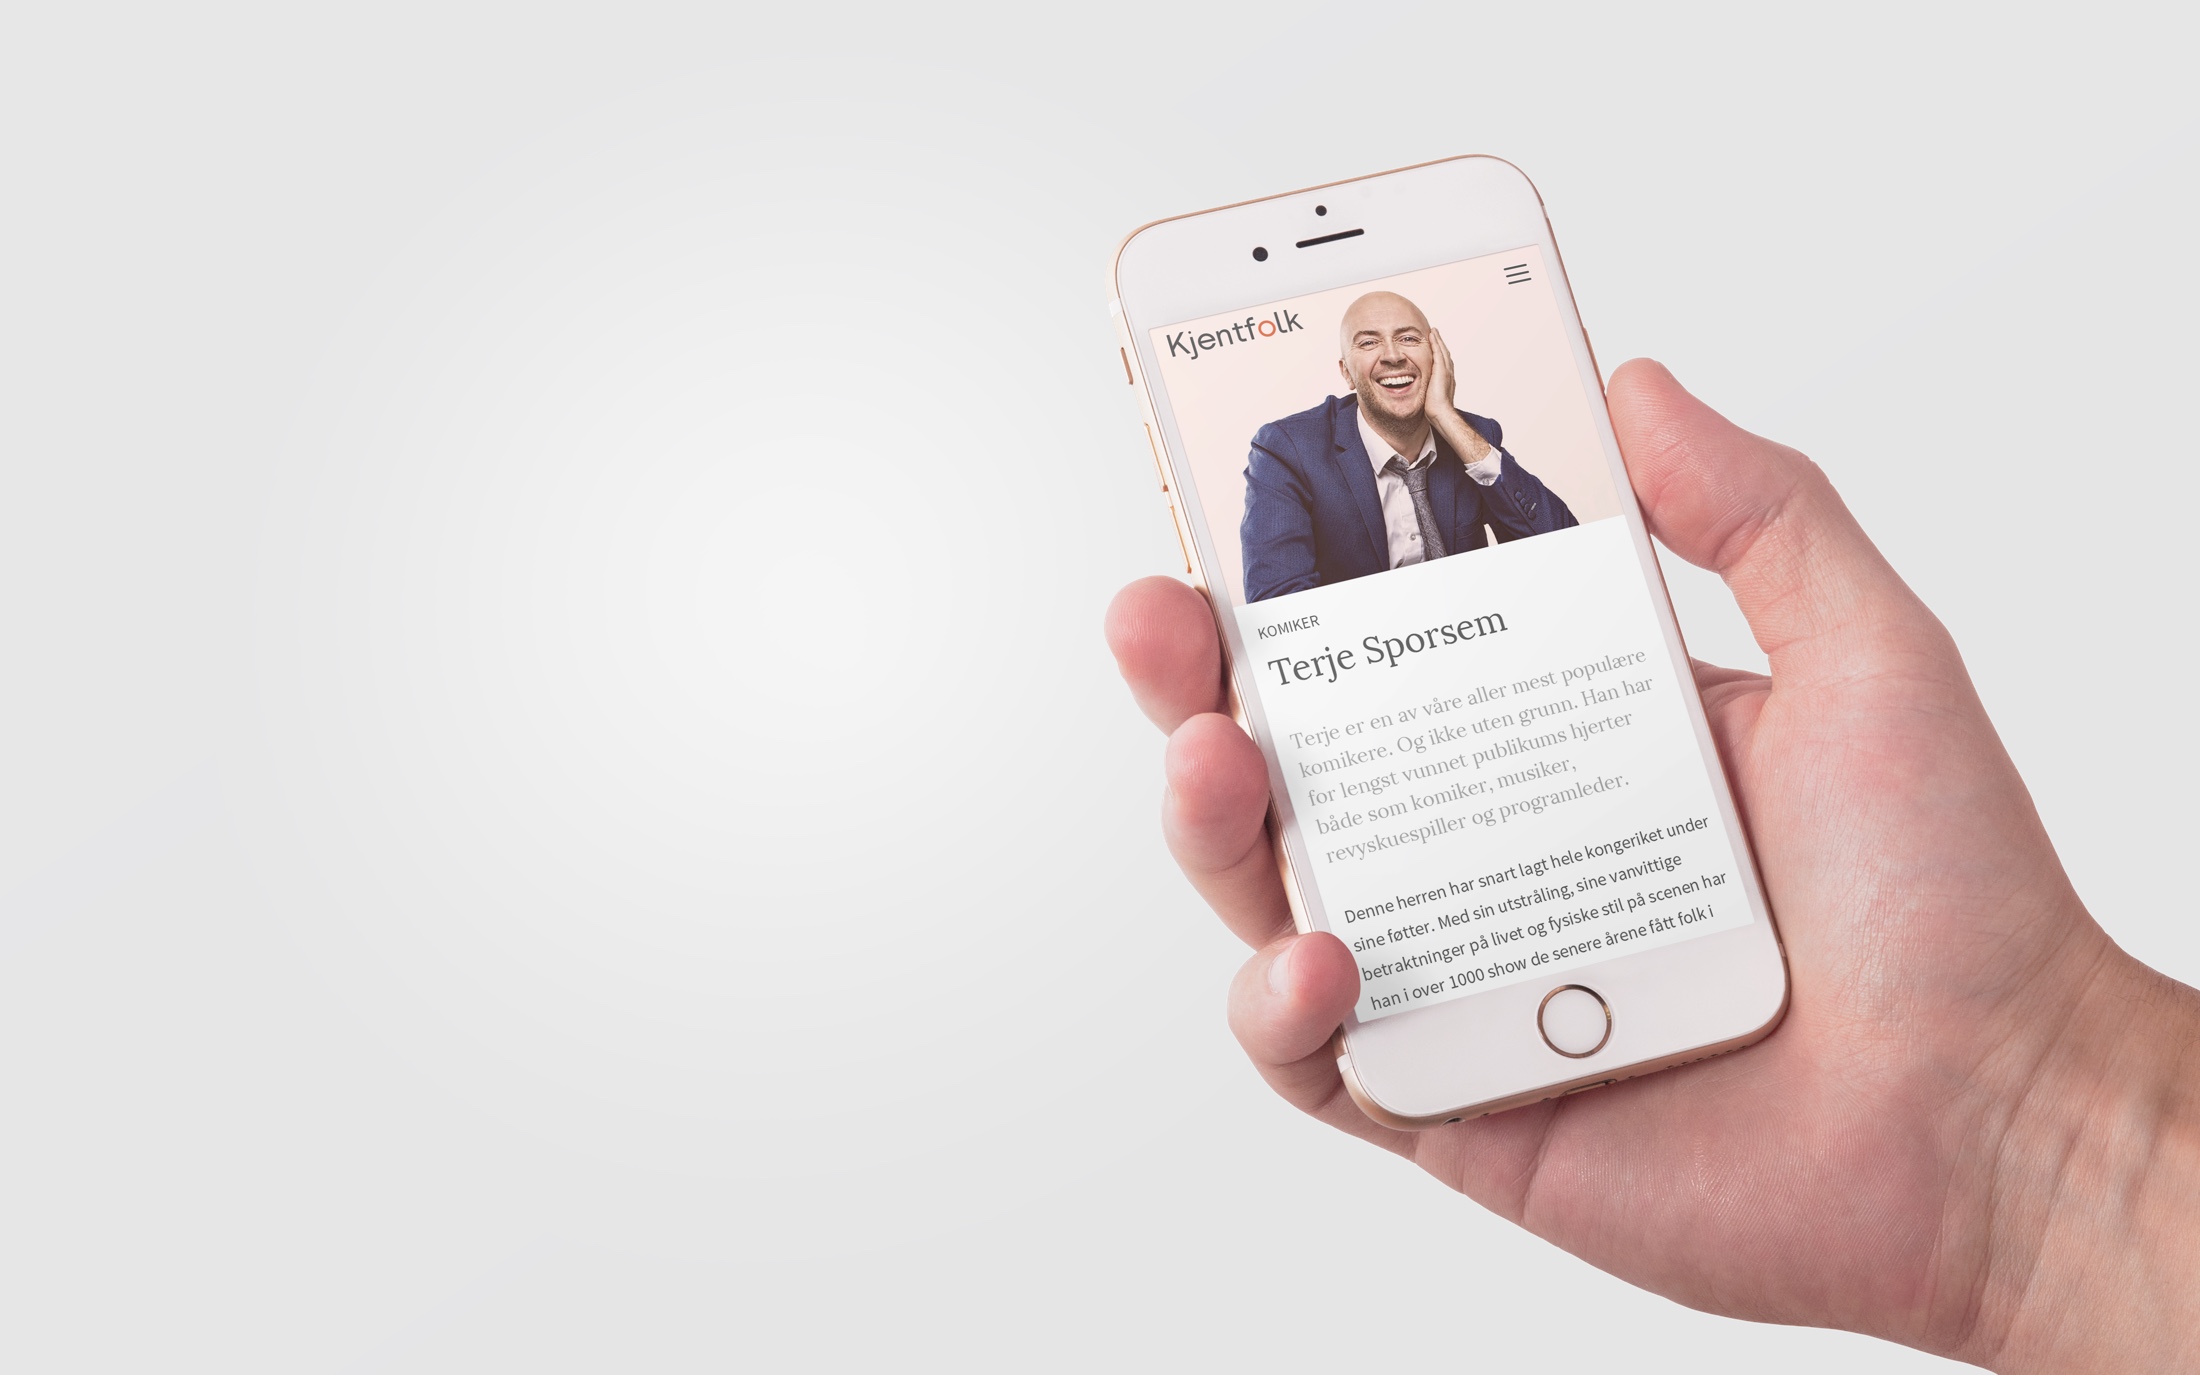 Kjentfolk
KOMIKER
Terje Sporsem
Terje er en av våre aller mest populære
komikere. Og ikke uten grunn. Han har
for lengst vunnet publikums hjerter
både som komiker, musiker,
revyskuespiller og programleder.
Denne herren har snart lagt hele kongeriket under
sine føtter. Med sin utstråling, sine vanvittige
betraktninger på livet og fysiske stil på scenen har
han i over 1000 show de senere årene fått folk i